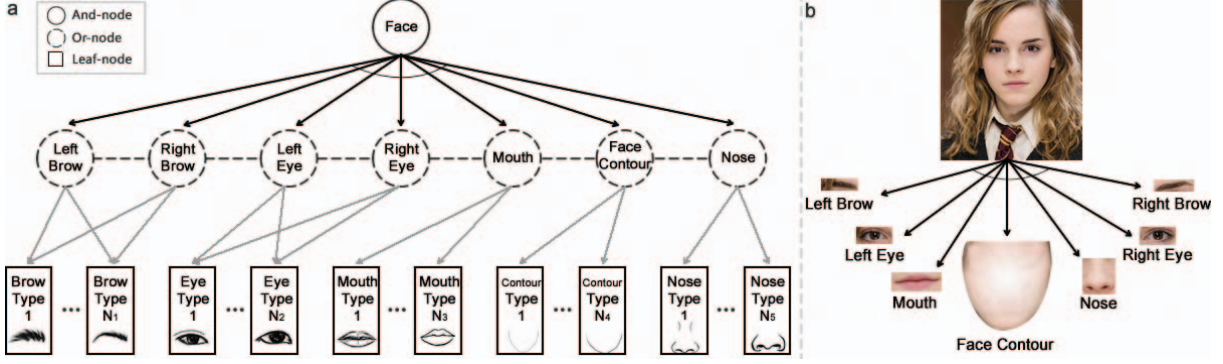 a
And-node
Or-node
Leaf-node
Face
Left
Brow
Right
Brow
Left
Eye
Right
Eye
Mouth
Face
Contour
Nose
Brow
Type
1
...
Brow
Type
N₁
Eye
Type
1
...
Eye
Type
N₂
Mouth
Type
1
...
Mouth
Type
N₃
Contour
Type
1
...
Contour
Type
N₄
Nose
Type
1
...
Nose
Type
N₅
b
Left Brow
Right Brow
Left Eye
Right Eye
Mouth
Nose
Face Contour